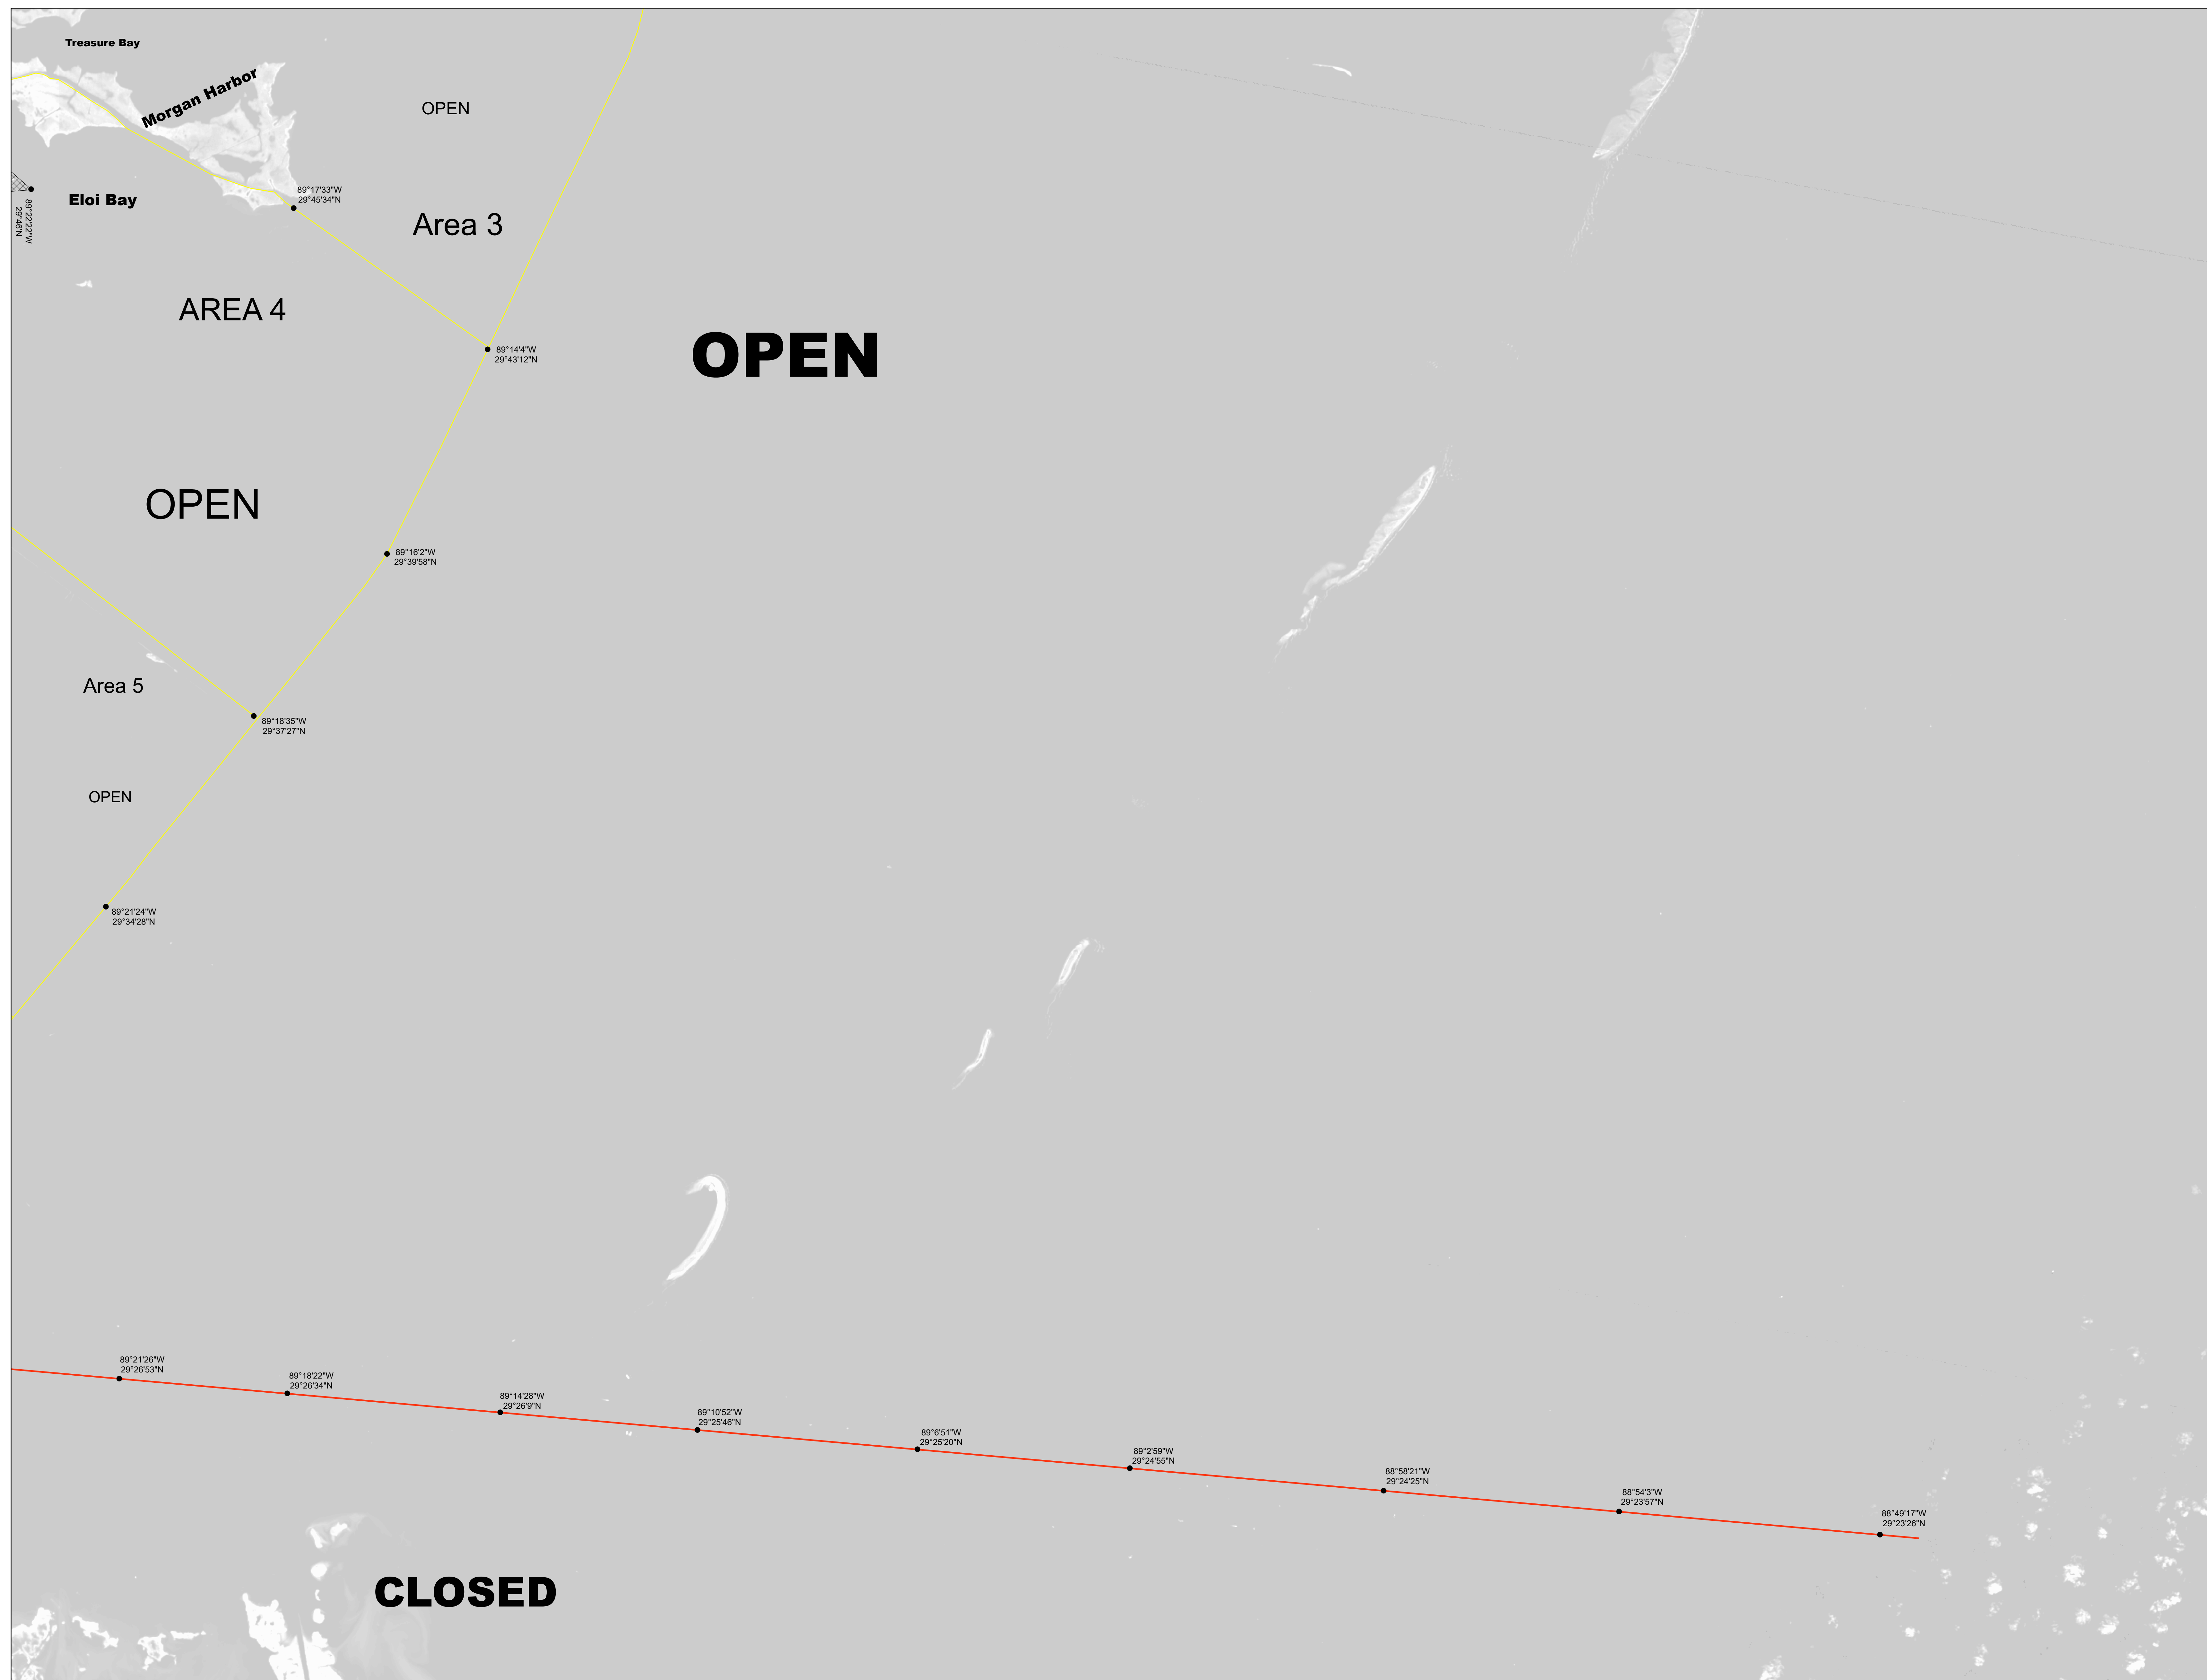 Treasure Bay
Morgan Harbor
OPEN
89°17'33"W
29°45'34"N
Eloi Bay
89°22'22"W
29°46'N
Area 3
AREA 4
OPEN
89°14'4"W
29°43'12"N
OPEN
89°16'2"W
29°39'58"N
Area 5
89°18'35"W
29°37'27"N
OPEN
89°21'24"W
29°34'28"N
89°21'26"W
29°26'53"N
89°18'22"W
29°26'34"N
89°14'28"W
29°26'9"N
89°10'52"W
29°25'46"N
89°6'51"W
29°25'20"N
89°2'59"W
29°24'55"N
88°58'21"W
29°24'25"N
88°54'3"W
29°23'57"N
88°49'17"W
29°23'26"N
CLOSED